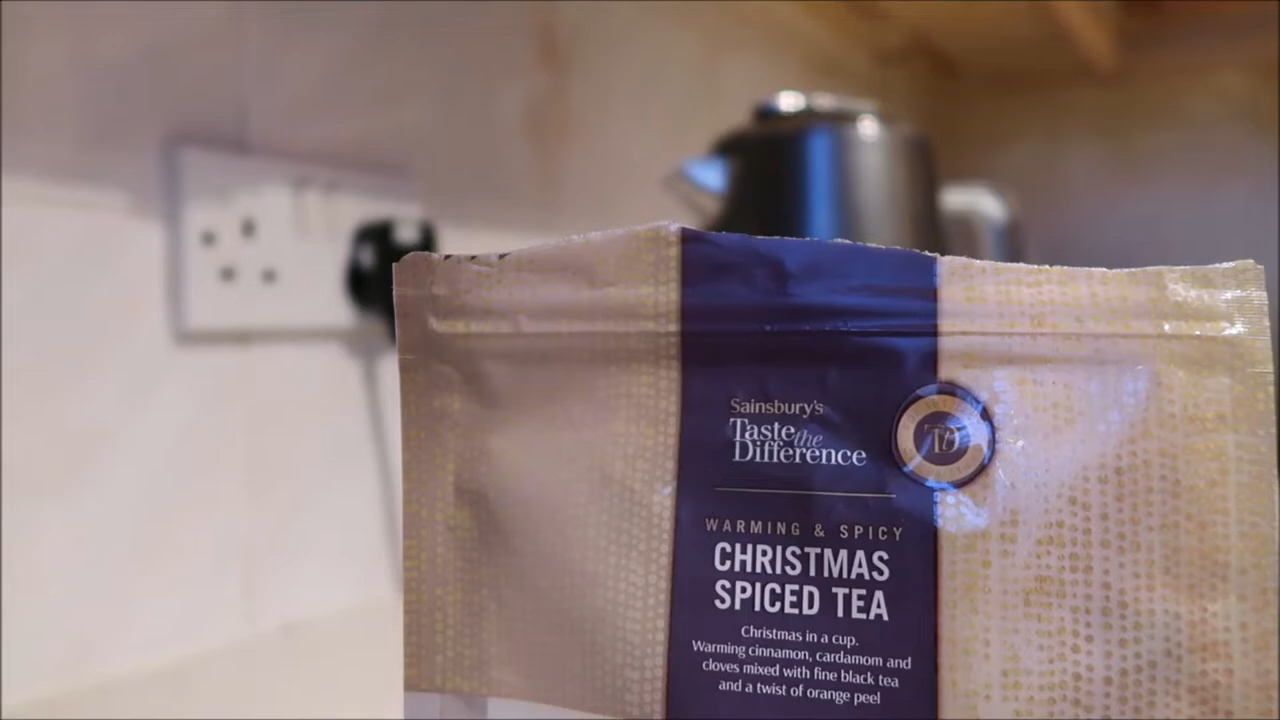 Sainsbury's
Taste the
Difference
TD
WARMING & SPICY
CHRISTMAS
SPICED TEA
Christmas in a cup.
Warming cinnamon, cardamom and
cloves mixed with fine black tea
and a twist of orange peel